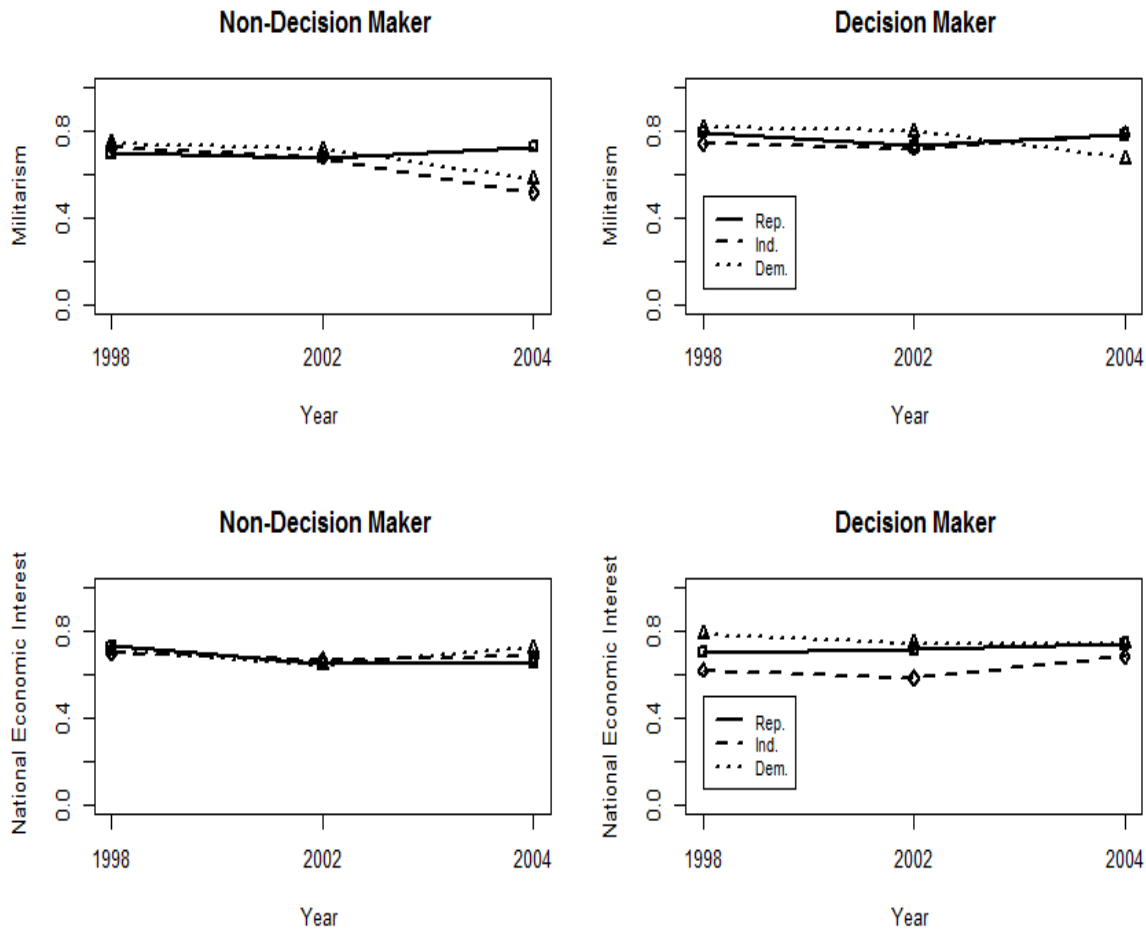 Non-Decision Maker
Militarism
0.0 0.4 0.8
1998 2002 2004
Year
Decision Maker
Militarism
0.0 0.4 0.8
Rep.
Ind.
Dem.
1998 2002 2004
Year
Non-Decision Maker
National Economic Interest
0.0 0.4 0.8
1998 2002 2004
Year
Decision Maker
National Economic Interest
0.0 0.4 0.8
Rep.
Ind.
Dem.
1998 2002 2004
Year